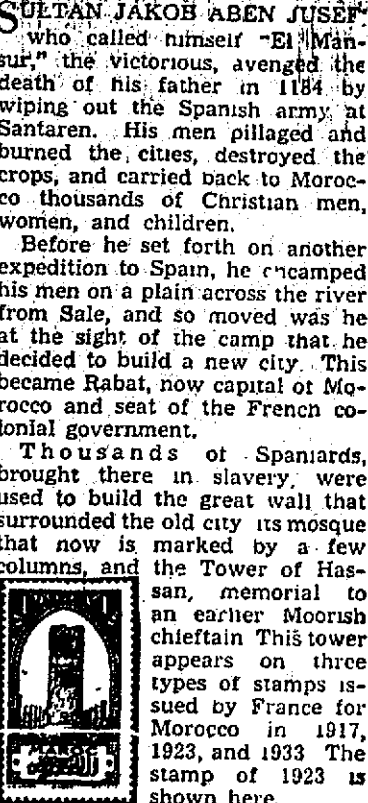 SULTAN JAKOB ABEN JUSEF
who called himself "El Man-
sur," the victorious, avenged the
death of his father in 1184 by
wiping out the Spanish army at
Santaren. His men pillaged and
burned the cities, destroyed the
crops, and carried back to Moroc-
co thousands of Christian men,
women, and children.
Before he set forth on another
expedition to Spain, he encamped
his men on a plain across the river
from Sale, and so moved was he
at the sight of the camp that he
decided to build a new city. This
became Rabat, now capital of Mo-
rocco and seat of the French co-
lonial government.
Thousands of Spaniards,
brought there in slavery, were
used to build the great wall that
surrounded the old city its mosque
that now is marked by a few
columns, and the Tower of Has-
san, memorial to
an earlier Moorish
chieftain This tower
appears on three
types of stamps is-
sued by France for
Morocco in 1917,
1923, and 1933 The
stamp of 1923 is
shown here.
MAROC